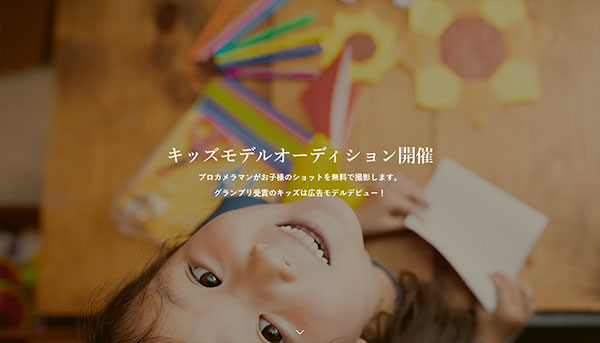 キッズモデルオーディション開催
プロカメラマンがお子様のショットを無料で撮影します。
グランプリ受賞のキッズは広告モデルデビュー！